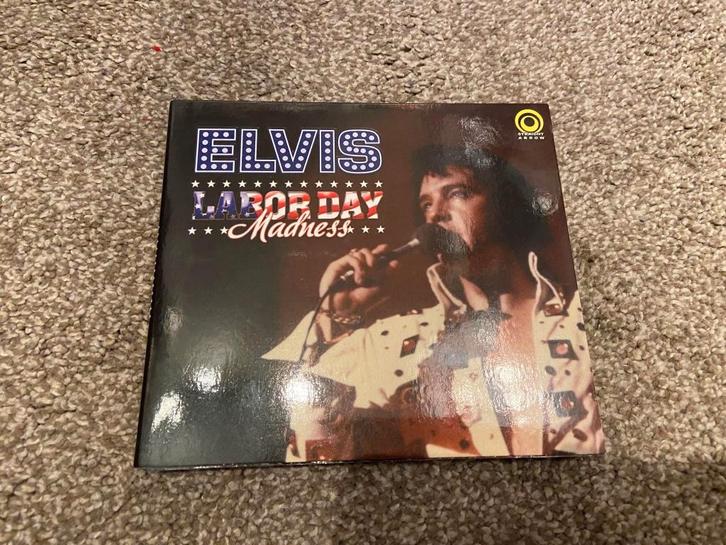 ELVIS
LABOR DAY
Madness
STRAIGHT
ARROW